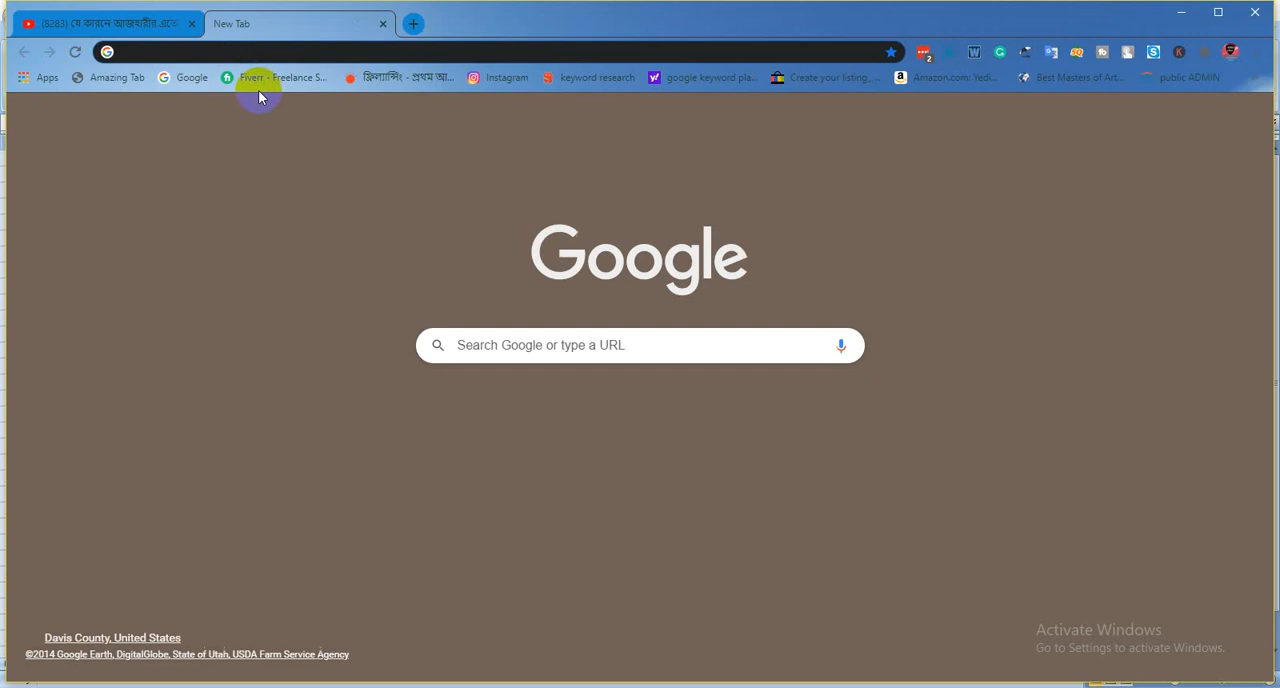 (8283) যে কারনে আজহারীর এতো
New Tab
Apps
Amazing Tab
Google
Fiverr - Freelance S...
ফ্রিল্যান্সিং - প্রথম আ...
Instagram
keyword research
google keyword pla...
Create your listing_...
Amazon.com: Yedi...
Best Masters of Art...
public ADMIN
Google
Search Google or type a URL
Davis County, United States
©2014 Google Earth, DigitalGlobe, State of Utah, USDA Farm Service Agency
Activate Windows
Go to Settings to activate Windows.